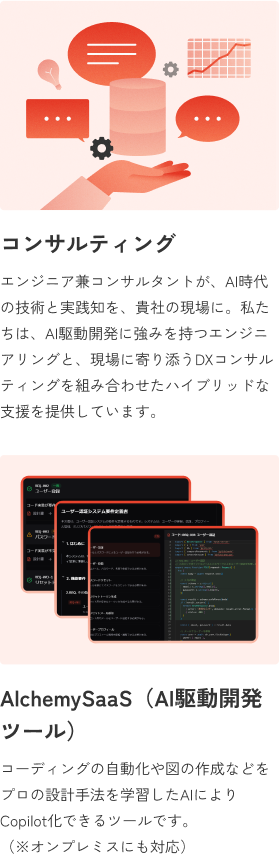 コンサルティング
エンジニア兼コンサルタントが、AI時代
の技術と実践知を、貴社の現場に。私た
ちは、AI駆動開発に強みを持つエンジニ
アリングと、現場に寄り添うDXコンサル
ティングを組み合わせたハイブリッドな
支援を提供しています。
ユーザー認証システム要件定義書
AlchemySaaS（AI駆動開発
ツール）
コーディングの自動化や図の作成などを
プロの設計手法を学習したAIにより
Copilot化できるツールです。
（※オンプレミスにも対応）